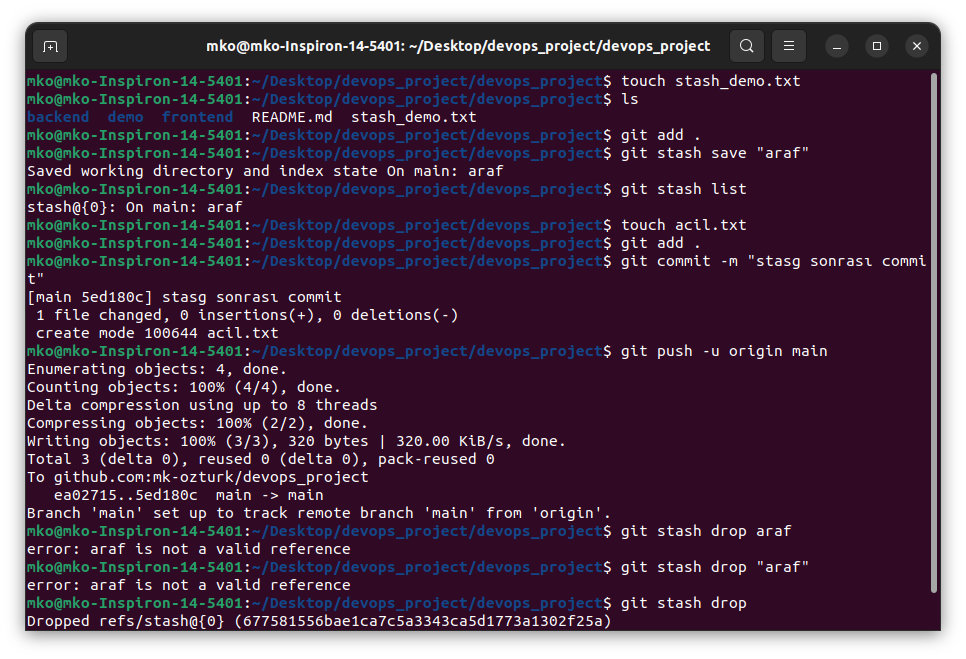 mko@mko-Inspiron-14-5401: ~/Desktop/devops_project/devops_project
mko@mko-Inspiron-14-5401:~/Desktop/devops_project/devops_project$ touch stash_demo.txt
mko@mko-Inspiron-14-5401:~/Desktop/devops_project/devops_project$ ls
backend  demo  frontend  README.md  stash_demo.txt
mko@mko-Inspiron-14-5401:~/Desktop/devops_project/devops_project$ git add .
mko@mko-Inspiron-14-5401:~/Desktop/devops_project/devops_project$ git stash save "araf"
Saved working directory and index state On main: araf
mko@mko-Inspiron-14-5401:~/Desktop/devops_project/devops_project$ git stash list
stash@{0}: On main: araf
mko@mko-Inspiron-14-5401:~/Desktop/devops_project/devops_project$ touch acil.txt
mko@mko-Inspiron-14-5401:~/Desktop/devops_project/devops_project$ git add .
mko@mko-Inspiron-14-5401:~/Desktop/devops_project/devops_project$ git commit -m "stasg sonrası commi
t"
[main 5ed180c] stasg sonrası commit
 1 file changed, 0 insertions(+), 0 deletions(-)
 create mode 100644 acil.txt
mko@mko-Inspiron-14-5401:~/Desktop/devops_project/devops_project$ git push -u origin main
Enumerating objects: 4, done.
Counting objects: 100% (4/4), done.
Delta compression using up to 8 threads
Compressing objects: 100% (2/2), done.
Writing objects: 100% (3/3), 320 bytes | 320.00 KiB/s, done.
Total 3 (delta 0), reused 0 (delta 0), pack-reused 0
To github.com:mk-ozturk/devops_project
   ea02715..5ed180c  main -> main
Branch 'main' set up to track remote branch 'main' from 'origin'.
mko@mko-Inspiron-14-5401:~/Desktop/devops_project/devops_project$ git stash drop araf
error: araf is not a valid reference
mko@mko-Inspiron-14-5401:~/Desktop/devops_project/devops_project$ git stash drop "araf"
error: araf is not a valid reference
mko@mko-Inspiron-14-5401:~/Desktop/devops_project/devops_project$ git stash drop
Dropped refs/stash@{0} (677581556bae1ca7c5a3343ca5d1773a1302f25a)